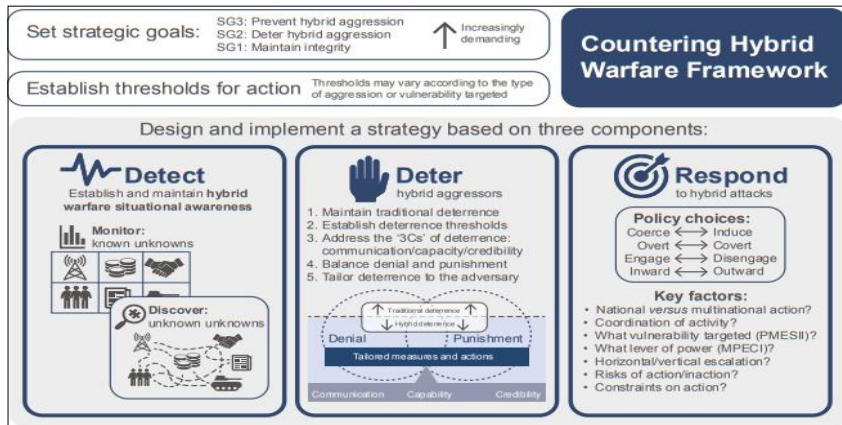 Set strategic goals:
SG3: Prevent hybrid aggression
SG2: Deter hybrid aggression
SG1: Maintain integrity
Increasingly
demanding
Countering Hybrid
Warfare Framework
Establish thresholds for action
Thresholds may vary according to the type
of aggression or vulnerability targeted
Design and implement a strategy based on three components:
Detect
Establish and maintain hybrid
warfare situational awareness
Monitor:
known unknowns
Discover:
unknown unknowns
Deter
hybrid aggressors
1. Maintain traditional deterrence
2. Establish deterrence thresholds
3. Address the '3Cs' of deterrence:
communication/capacity/credibility
4. Balance denial and punishment
5. Tailor deterrence to the adversary
Traditional deterrence
Hybrid deterrence
Denial Punishment
Tailored measures and actions
Communication Capability Credibility
Respond
to hybrid attacks
Policy choices:
Coerce Induce
Overt Covert
Engage Disengage
Inward Outward
Key factors:
• National versus multinational action?
• Coordination of activity?
• What vulnerability targeted (PMESII)?
• What lever of power (MPECI)?
• Horizontal/vertical escalation?
• Risks of action/inaction?
• Constraints on action?